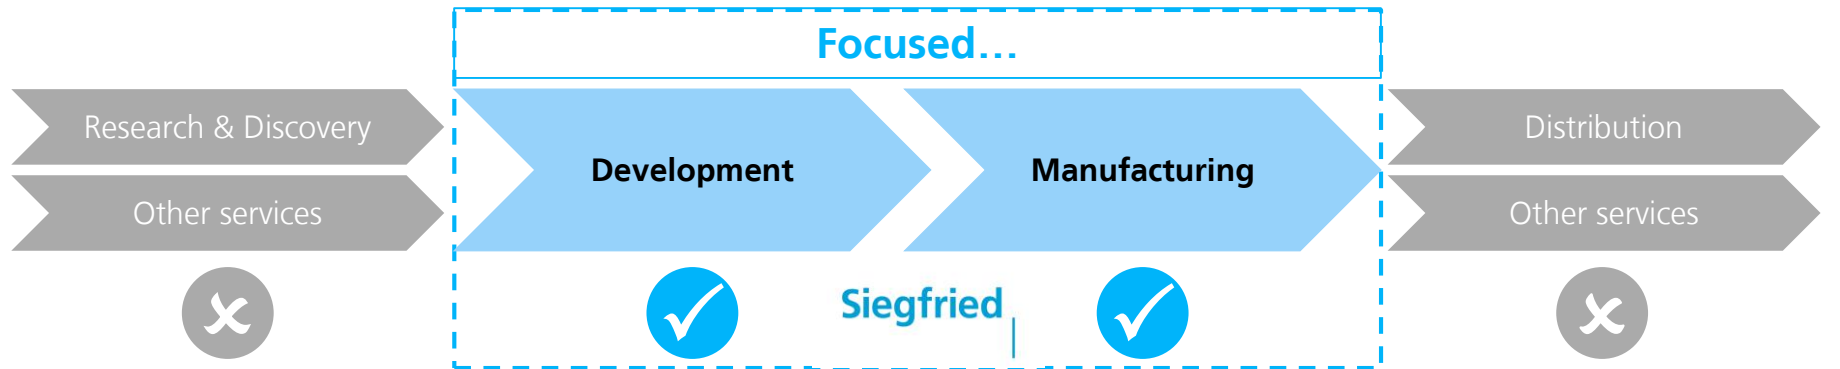 Focused...
Research & Discovery
Other services
Development
Manufacturing
Distribution
Other services
Siegfried